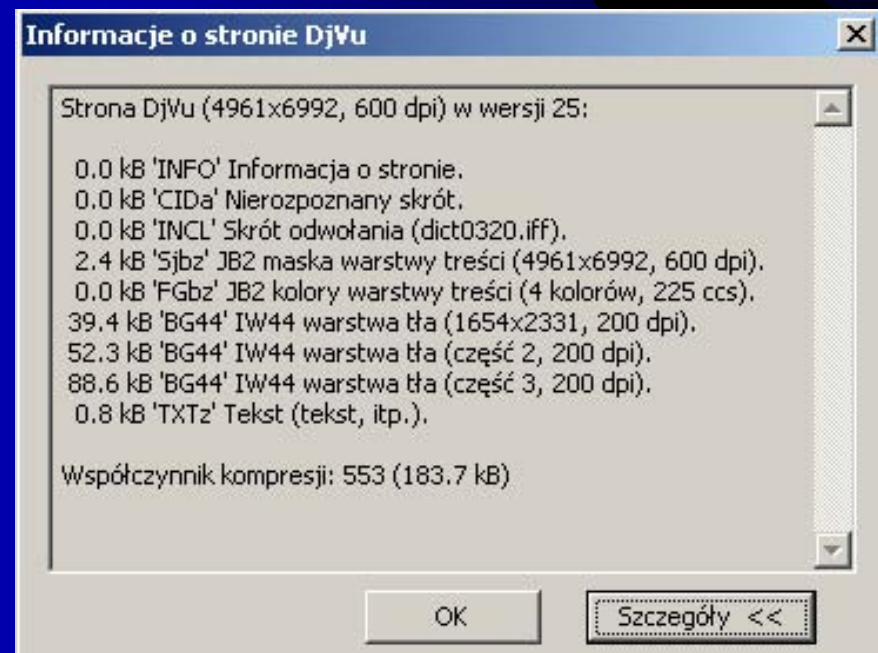 Informacje o stronie DjVu
Strona DjVu (4961x6992, 600 dpi) w wersji 25:
0.0 kB 'INFO' Informacja o stronie.
0.0 kB 'CIDa' Nierozpoznany skrót.
0.0 kB 'INCL' Skrót odwołania (dict0320.iff).
2.4 kB 'Sjbz' JB2 maska warstwy treści (4961x6992, 600 dpi).
0.0 kB 'FGbz' JB2 kolory warstwy treści (4 kolorów, 225 ccs).
39.4 kB 'BG44' IW44 warstwa tła (1654x2331, 200 dpi).
52.3 kB 'BG44' IW44 warstwa tła (część 2, 200 dpi).
88.6 kB 'BG44' IW44 warstwa tła (część 3, 200 dpi).
0.8 kB 'TXTz' Tekst (tekst, itp.).
Współczynnik kompresji: 553 (183.7 kB)
OK Szczegóły <<